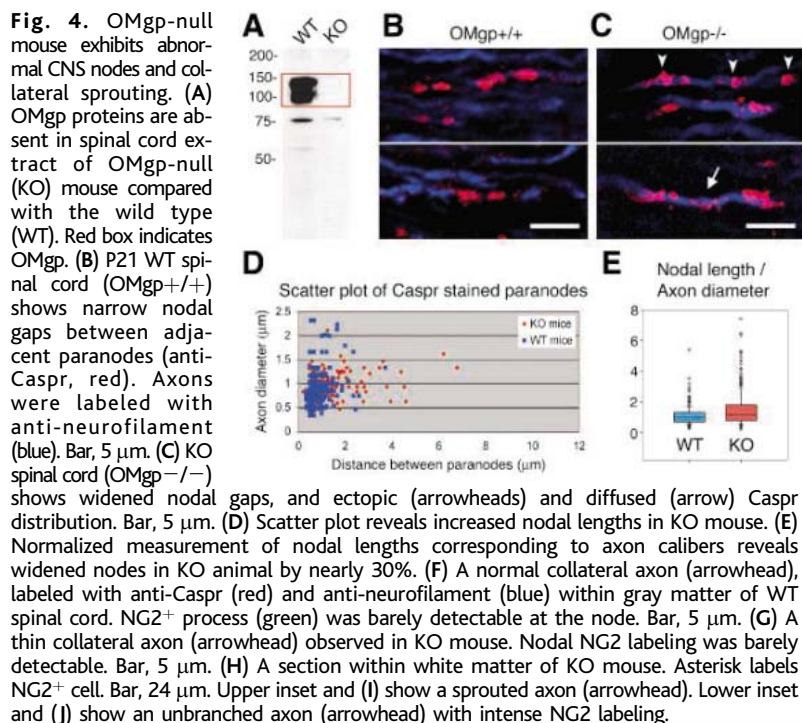 Fig. 4. OMgp-null
mouse exhibits abnor-
mal CNS nodes and col-
lateral sprouting. (A)
OMgp proteins are ab-
sent in spinal cord ex-
tract of OMgp-null
(KO) mouse compared
with the wild type
(WT). Red box indicates
OMgp. (B) P21 WT spi-
nal cord (OMgp+/+)
shows narrow nodal
gaps between adja-
cent paranodes (anti-
Caspr, red). Axons
were labeled with
anti-neurofilament
(blue). Bar, 5 μm. (C) KO
spinal cord (OMgp−/−)
shows widened nodal gaps, and ectopic (arrowheads) and diffused (arrow) Caspr
distribution. Bar, 5 μm. (D) Scatter plot reveals increased nodal lengths in KO mouse. (E)
Normalized measurement of nodal lengths corresponding to axon calibers reveals
widened nodes in KO animal by nearly 30%. (F) A normal collateral axon (arrowhead),
labeled with anti-Caspr (red) and anti-neurofilament (blue) within gray matter of WT
spinal cord. NG2+ process (green) was barely detectable at the node. Bar, 5 μm. (G) A
thin collateral axon (arrowhead) observed in KO mouse. Nodal NG2 labeling was barely
detectable. Bar, 5 μm. (H) A section within white matter of KO mouse. Asterisk labels
NG2+ cell. Bar, 24 μm. Upper inset and (I) show a sprouted axon (arrowhead). Lower inset
and (J) show an unbranched axon (arrowhead) with intense NG2 labeling.
A
WT KO
200-
150-
100-
75-
50-
B
OMgp+/+
C
OMgp-/-
D
Scatter plot of Caspr stained paranodes
Axon diameter (μm)
2.5
2
1.5
1
0.5
0
KO mice
WT mice
0 2 4 6 8 10 12
Distance between paranodes (μm)
E
Nodal length /
Axon diameter
8
6
4
2
0
WT KO